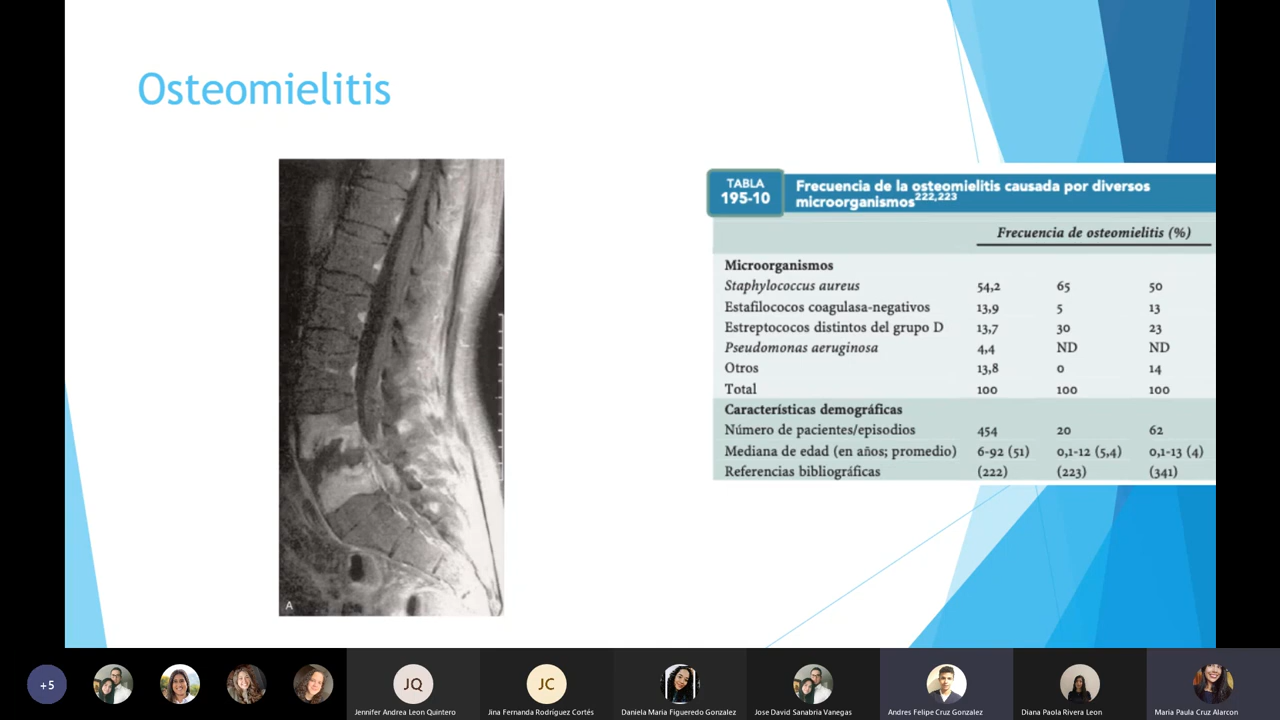 Osteomielitis
TABLA
195-10
Frecuencia de la osteomielitis causada por diversos
microorganismos222,223
Frecuencia de osteomielitis (%)
Microorganismos
Staphylococcus aureus 54,2 65 50
Estafilococos coagulasa-negativos 13,9 5 13
Estreptococos distintos del grupo D 13,7 30 23
Pseudomonas aeruginosa 4,4 ND ND
Otros 13,8 0 14
Total 100 100 100
Características demográficas
Número de pacientes/episodios 454 20 62
Mediana de edad (en años; promedio) 6-92 (51) 0,1-12 (5,4) 0,1-13 (4)
Referencias bibliográficas (222) (223) (341)
A
+5
JQ
JC
Jennifer Andrea Leon Quintero
Jina Fernanda Rodríguez Cortés
Daniela Maria Figueredo Gonzalez
Jose David Sanabria Vanegas
Andres Felipe Cruz Gonzalez
Diana Paola Rivera Leon
Maria Paula Cruz Alarcon